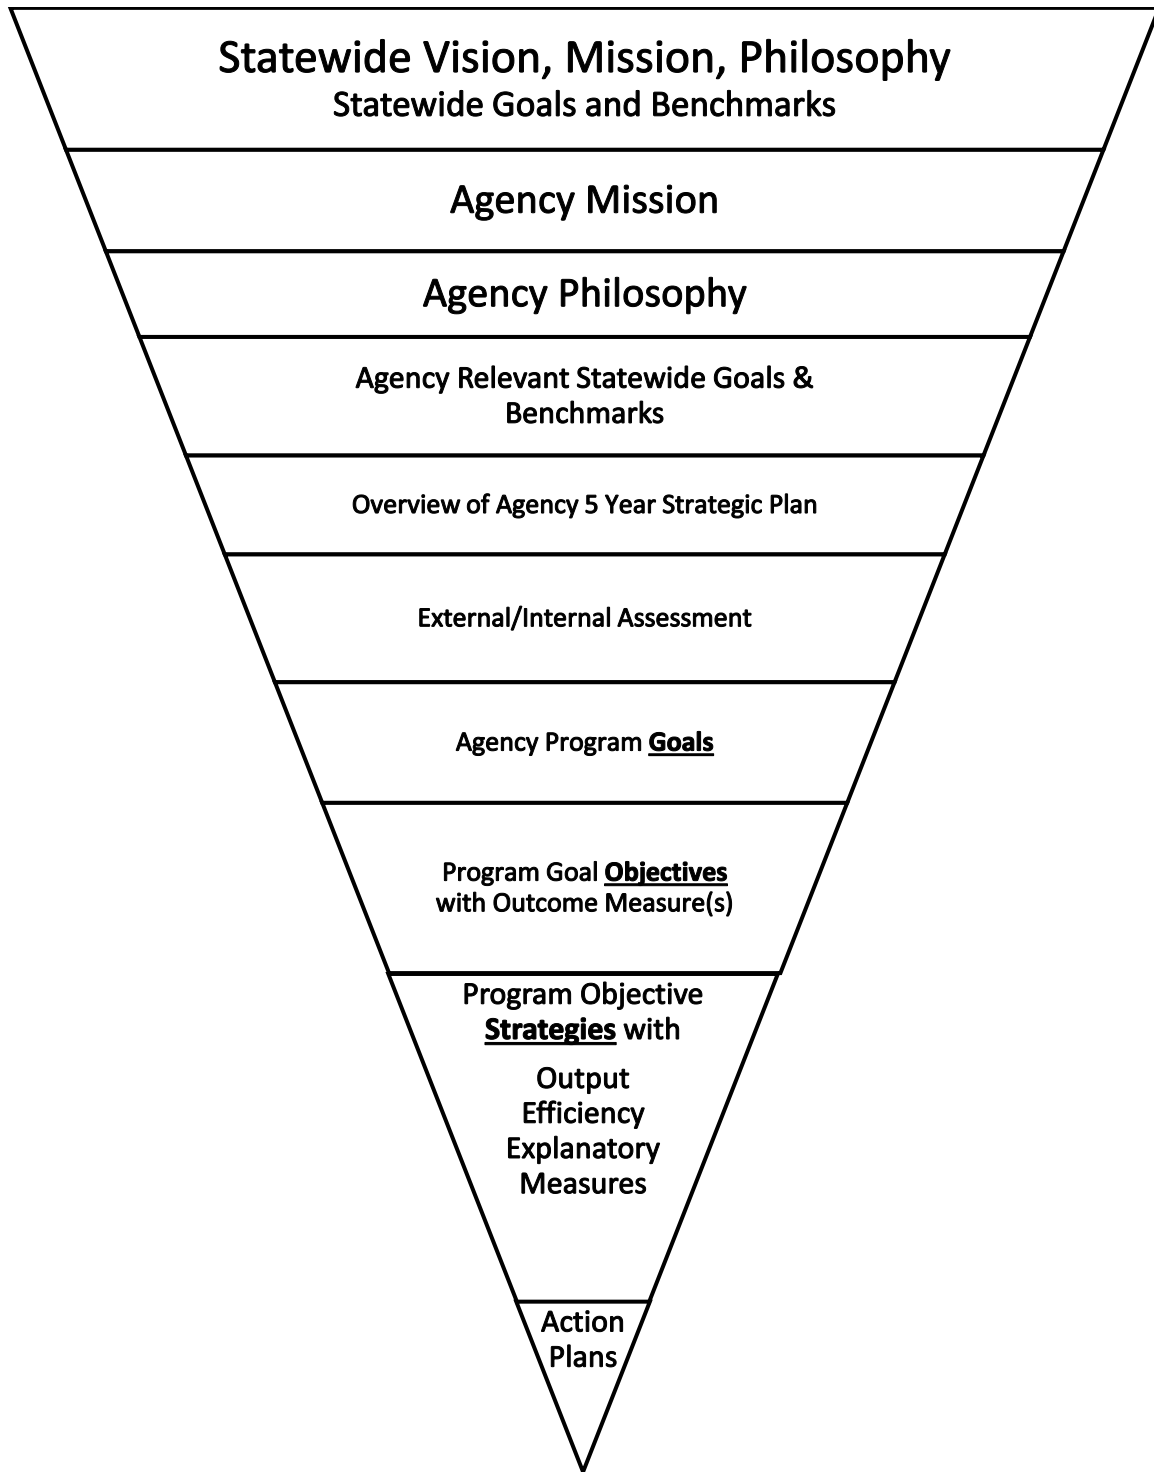 Statewide Vision, Mission, Philosophy
Statewide Goals and Benchmarks
Agency Mission
Agency Philosophy
Agency Relevant Statewide Goals &
Benchmarks
Overview of Agency 5 Year Strategic Plan
External/Internal Assessment
Agency Program Goals
Program Goal Objectives
with Outcome Measure(s)
Program Objective
Strategies with
Output
Efficiency
Explanatory
Measures
Action
Plans